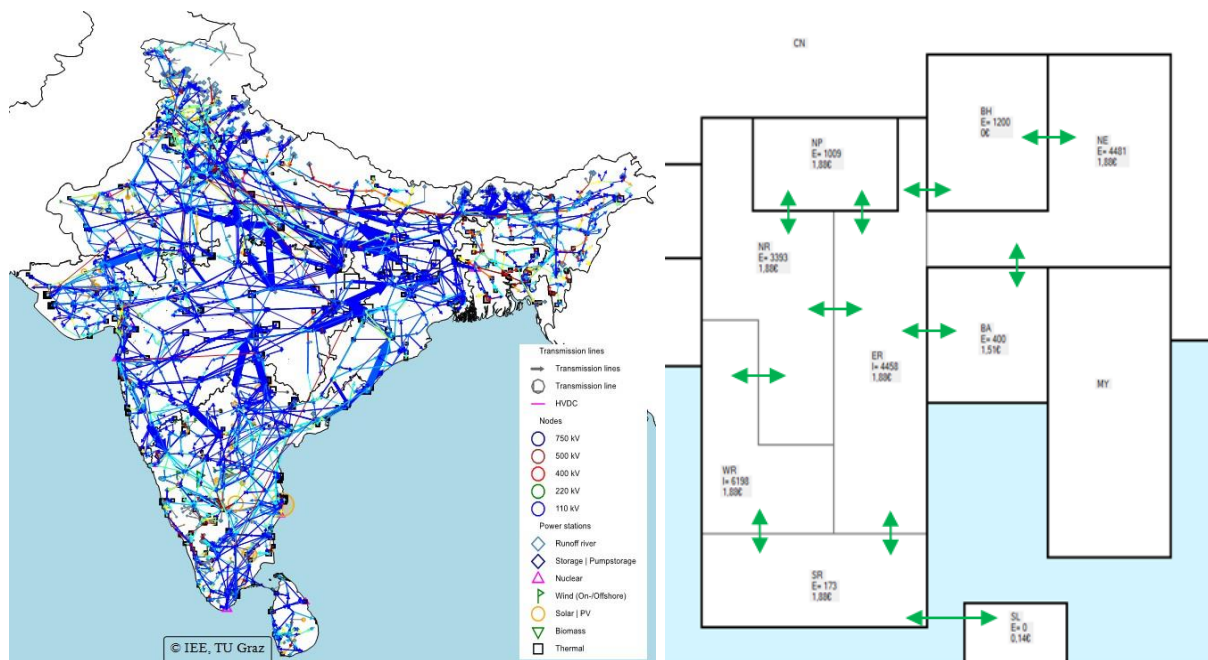 Transmission lines
Transmission lines
Transmission line
HVDC
Nodes
750 kV
500 kV
400 kV
220 kV
110 kV
Power stations
Runoff river
Storage | Pumpstorage
Nuclear
Wind (On-/Offshore)
Solar | PV
Biomass
Thermal
© IEE, TU Graz
CN
BH
E= 1200
0€
NE
E= 4481
1,88€
NP
E= 1009
1,88€
NR
E= 3393
1,88€
BA
E= 400
1,51€
ER
I= 4458
1,88€
MY
WR
I= 6198
1,88€
SR
E= 173
1,88€
SL
E= 0
0,14€